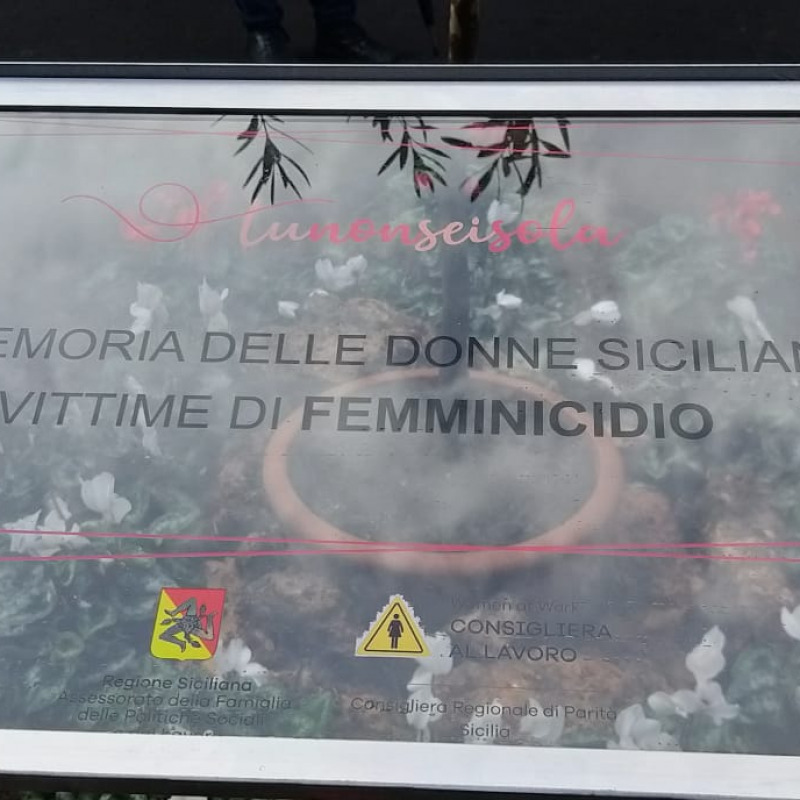 tunonseisola
EMORIA DELLE DONNE SICILIAN
VITTIME DI FEMMINICIDIO
Women at Work
CONSIGLIERA
AL LAVORO
Regione Siciliana
Assessorato della Famiglia
delle Politiche Sociali
Consigliera Regionale di Parità
Sicilia